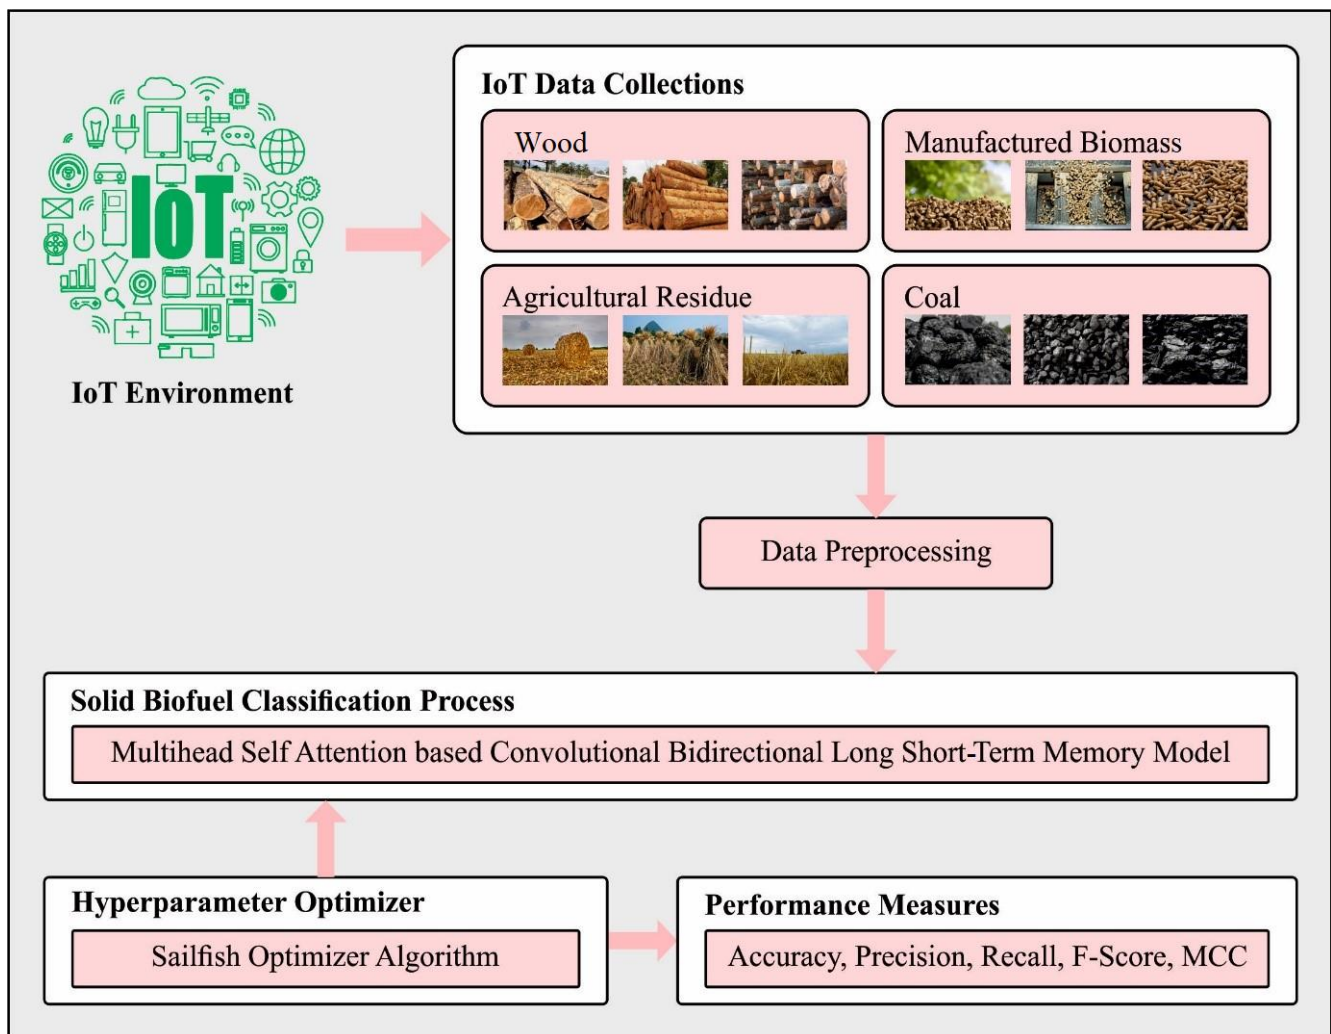 IoT
IoT Environment
IoT Data Collections
Wood
Manufactured Biomass
Agricultural Residue
Coal
Data Preprocessing
Solid Biofuel Classification Process
Multihead Self Attention based Convolutional Bidirectional Long Short-Term Memory Model
Hyperparameter Optimizer
Sailfish Optimizer Algorithm
Performance Measures
Accuracy, Precision, Recall, F-Score, MCC